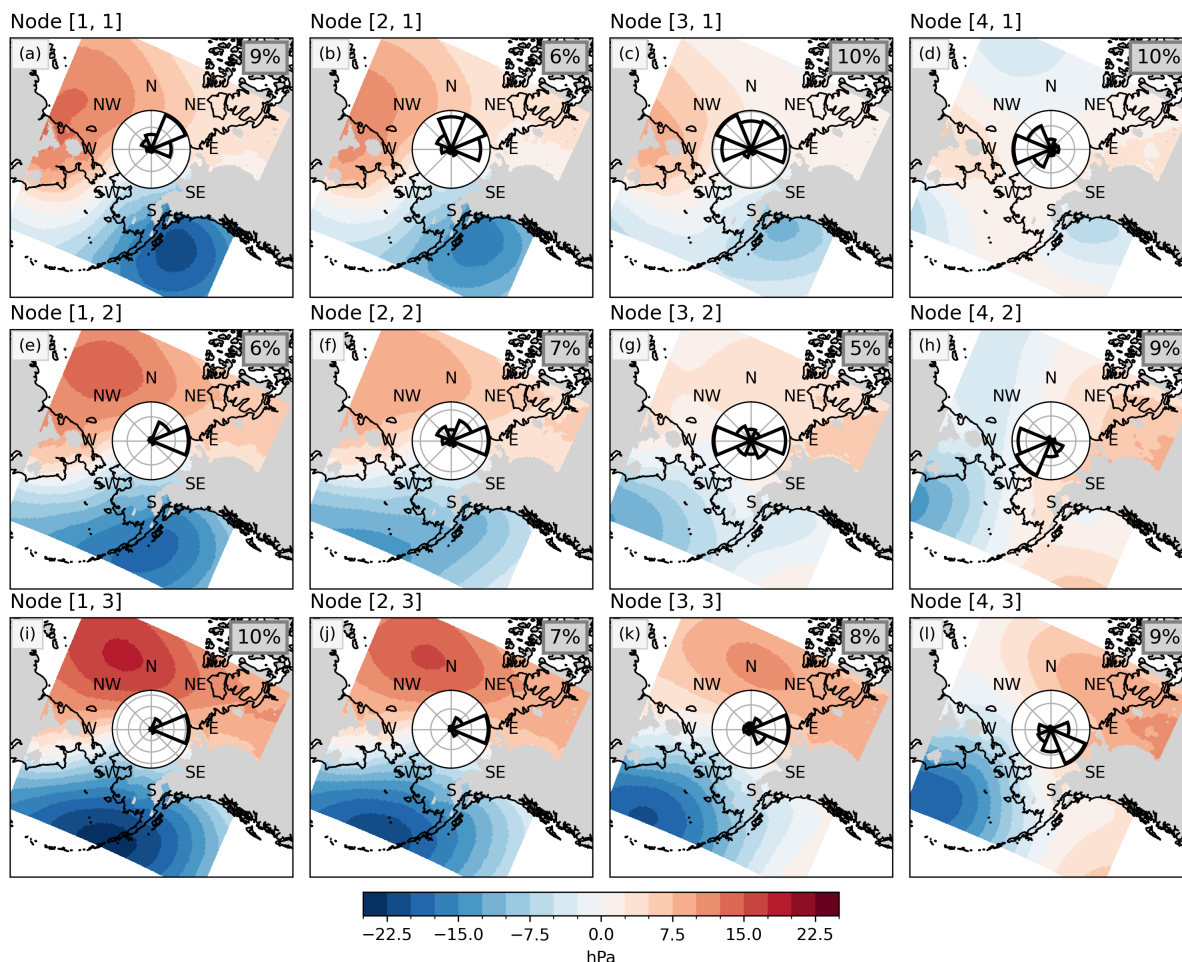 Node [1, 1]
(a)
9%
N
NW
NE
W
E
SW
SE
S
Node [2, 1]
(b)
6%
N
NW
NE
W
E
SW
SE
S
Node [3, 1]
(c)
10%
N
NW
NE
W
E
SW
SE
S
Node [4, 1]
(d)
10%
N
NW
NE
W
E
SW
SE
S
Node [1, 2]
(e)
6%
N
NW
NE
W
E
SW
SE
S
Node [2, 2]
(f)
7%
N
NW
NE
W
E
SW
SE
S
Node [3, 2]
(g)
5%
N
NW
NE
W
E
SW
SE
S
Node [4, 2]
(h)
9%
N
NW
NE
W
E
SW
SE
S
Node [1, 3]
(i)
10%
N
NW
NE
W
E
SW
SE
S
Node [2, 3]
(j)
7%
N
NW
NE
W
E
SW
SE
S
Node [3, 3]
(k)
8%
N
NW
NE
W
E
SW
SE
S
Node [4, 3]
(l)
9%
N
NW
NE
W
E
SW
SE
S
−22.5 −15.0 −7.5 0.0 7.5 15.0 22.5
hPa